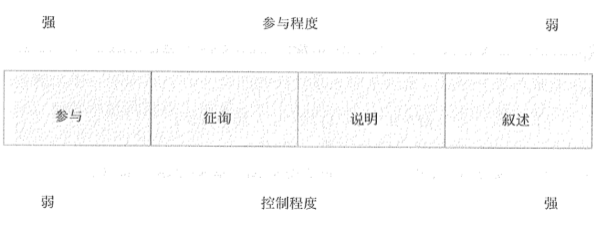 强 参与程度 弱
参与 征询 说明 叙述
弱 控制程度 强